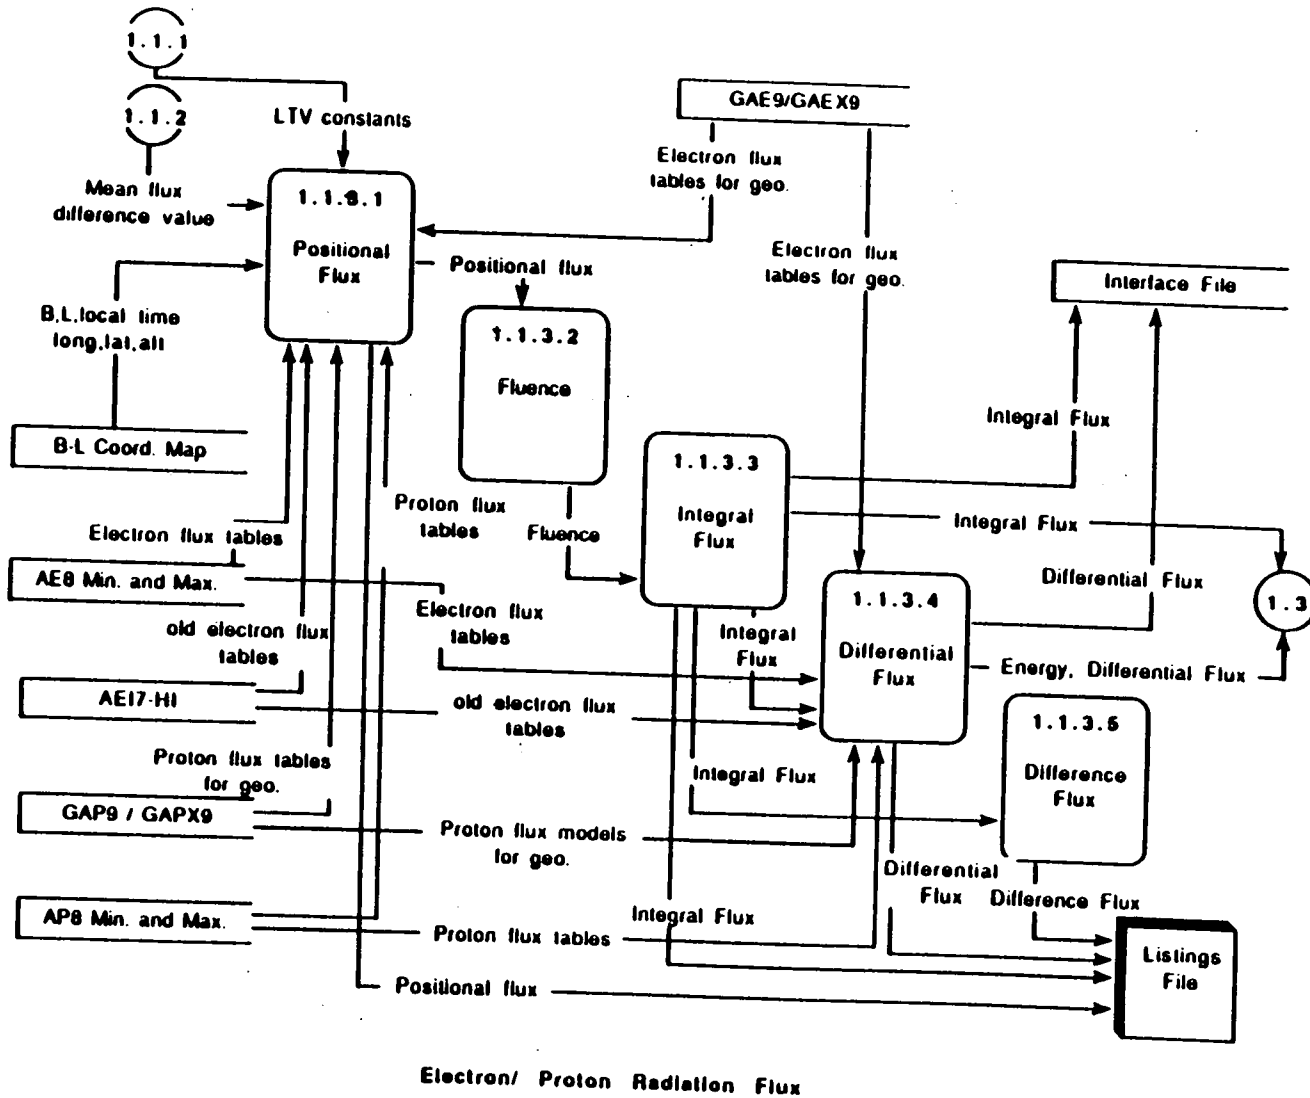 1.1.1
1.1.2
LTV constants
GAE9/GAEX9
Mean flux
difference value
1.1.3.1
Positional
Flux
Electron flux
tables for geo.
Electron flux
tables for geo.
Positional flux
Interface File
B,L,local time
long,lat,alt
1.1.3.2
Fluence
B-L Coord. Map
Integral Flux
1.1.3.3
Integral
Flux
Proton flux
tables
Fluence
Integral Flux
Electron flux tables
AE8 Min. and Max.
Differential Flux
1.3
1.1.3.4
Differential
Flux
Electron flux
tables
Integral
Flux
old electron flux
tables
Energy, Differential Flux
AEI7-HI
old electron flux
tables
1.1.3.5
Difference
Flux
Proton flux tables
for geo.
Integral Flux
GAP9 / GAPX9
Proton flux models
for geo.
Differential
Flux
Difference Flux
AP8 Min. and Max.
Integral Flux
Proton flux tables
Listings
File
Positional flux
Electron/ Proton Radiation Flux